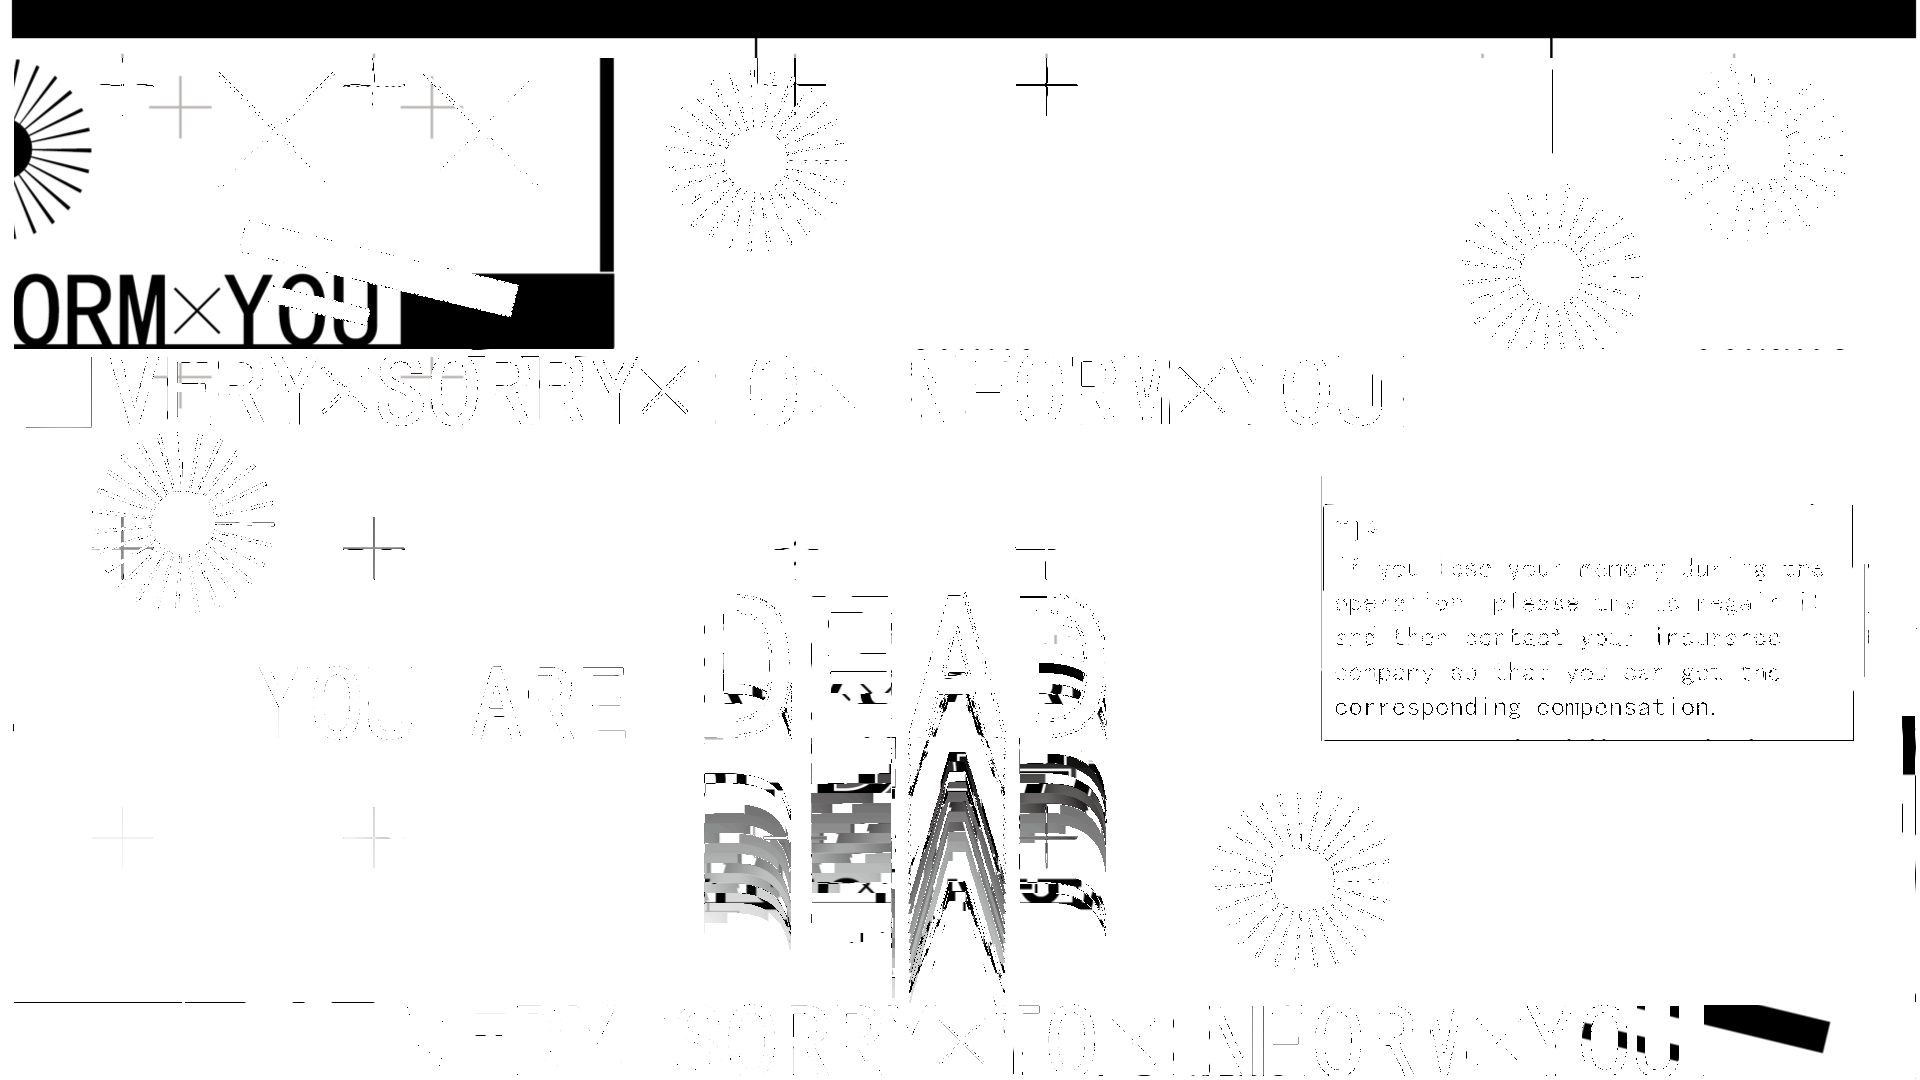 ORM×YOU
VERY×SORRY×TO× INFORM×YOU
TIP
If you lose your memory during the
operation, please try to regain it
and then contact your insurance
company so that you can get the
corresponding compensation.
YOU ARE DEAD
VERY SORRY×TO×INFORM×YOU